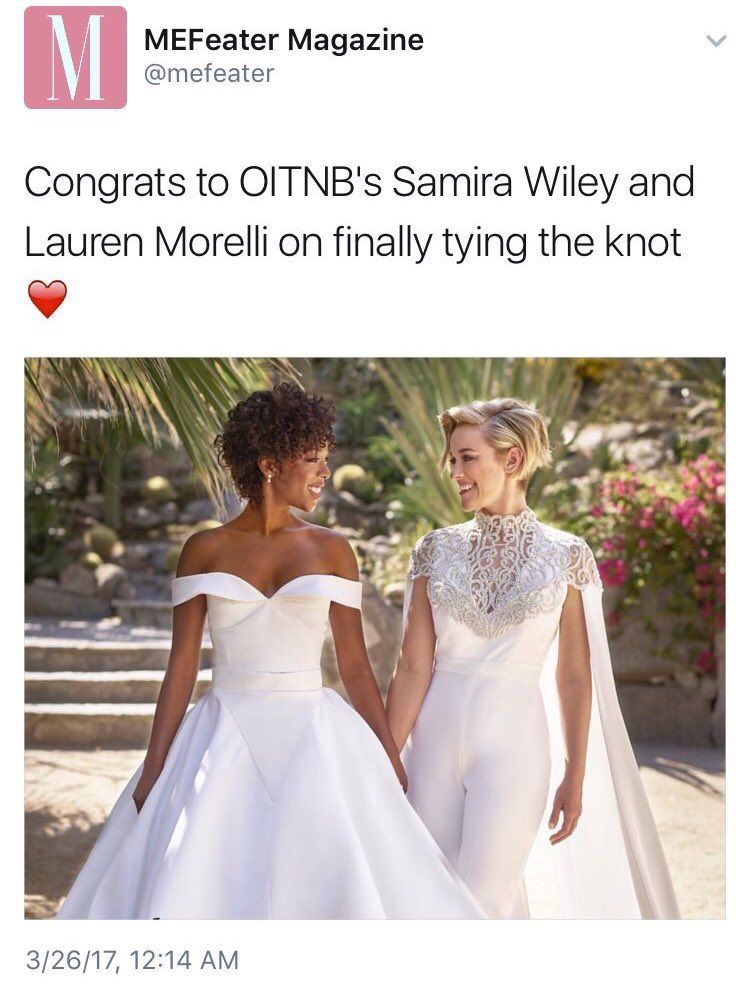 M
MEFeater Magazine
@mefeater
Congrats to OITNB's Samira Wiley and
Lauren Morelli on finally tying the knot
❤️
3/26/17, 12:14 AM